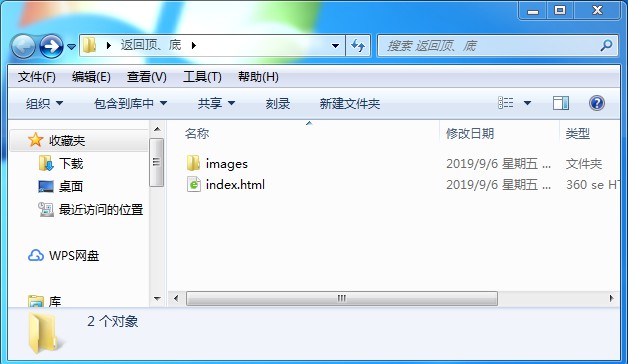 返回顶、底
搜索 返回顶、底
文件(F) 编辑(E) 查看(V) 工具(T) 帮助(H)
组织 包含到库中 共享 刻录 新建文件夹
收藏夹
下载
桌面
最近访问的位置
WPS网盘
库
名称 修改日期 类型
images 2019/9/6 星期五 ... 文件夹
index.html 2019/9/6 星期五 ... 360 se HT
2 个对象